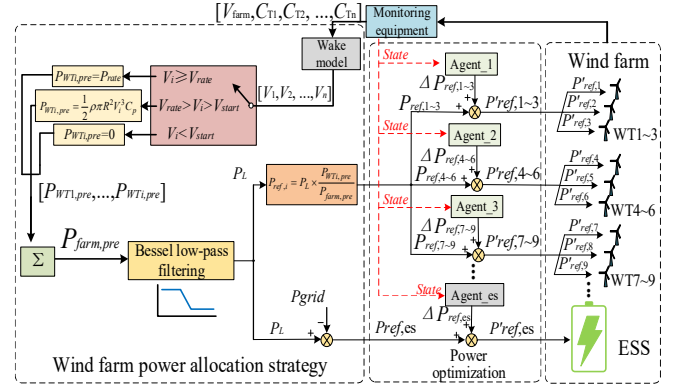 [V_farm,C_T1,C_T2, ...,C_Tn]
Monitoring
equipment
Wind farm
Wake
model
State
Agent_1
P_WTi,pre=P_rate
V_i≥V_rate
[V_1,V_2, ...,V_n]
ΔP_ref,1~3
P'_ref,1
P'_ref,2
P'_ref,3
P_WTi,pre = 1/2 ρπR²V_i³C_p
V_rate>V_i>V_start
P_ref,1~3
+
+
P'_ref,1~3
WT1~3
State
Agent_2
P_WTi,pre=0
V_i<V_start
ΔP_ref,4~6
P'_ref,4
P'_ref,5
P'_ref,6
P_L
P_ref,i = P_L × P_WTi,pre / P_farm,pre
P_ref,4~6
+
+
P'_ref,4~6
WT4~6
[P_WT1,pre,...,P_WTi,pre]
State
Agent_3
ΔP_ref,7~9
P'_ref,7
P'_ref,8
P'_ref,9
Σ
P_farm,pre
Bessel low-pass
filtering
P_ref,7~9
+
+
P'_ref,7~9
WT7~9
State
Agent_es
Pgrid
−
ΔP_ref,es
P_L
+
Pref,es
+
+
P'ref,es
ESS
Wind farm power allocation strategy
Power
optimization